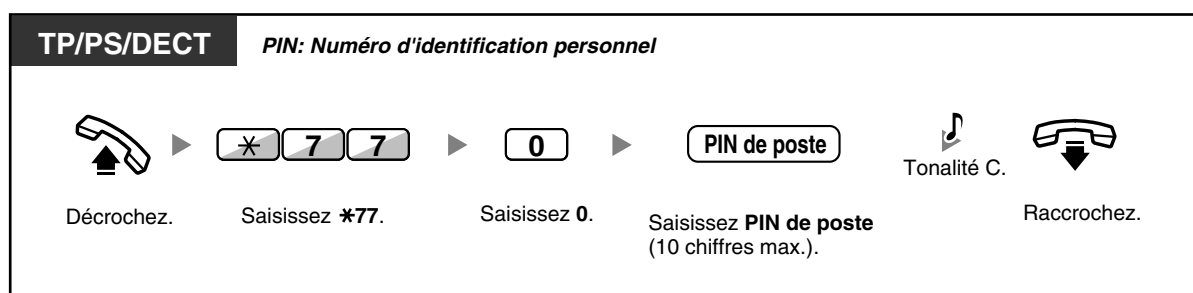 TP/PS/DECT
PIN: Numéro d'identification personnel
* 7 7
0
PIN de poste
Tonalité C.
Décrochez.
Saisissez *77.
Saisissez 0.
Saisissez PIN de poste
(10 chiffres max.).
Raccrochez.